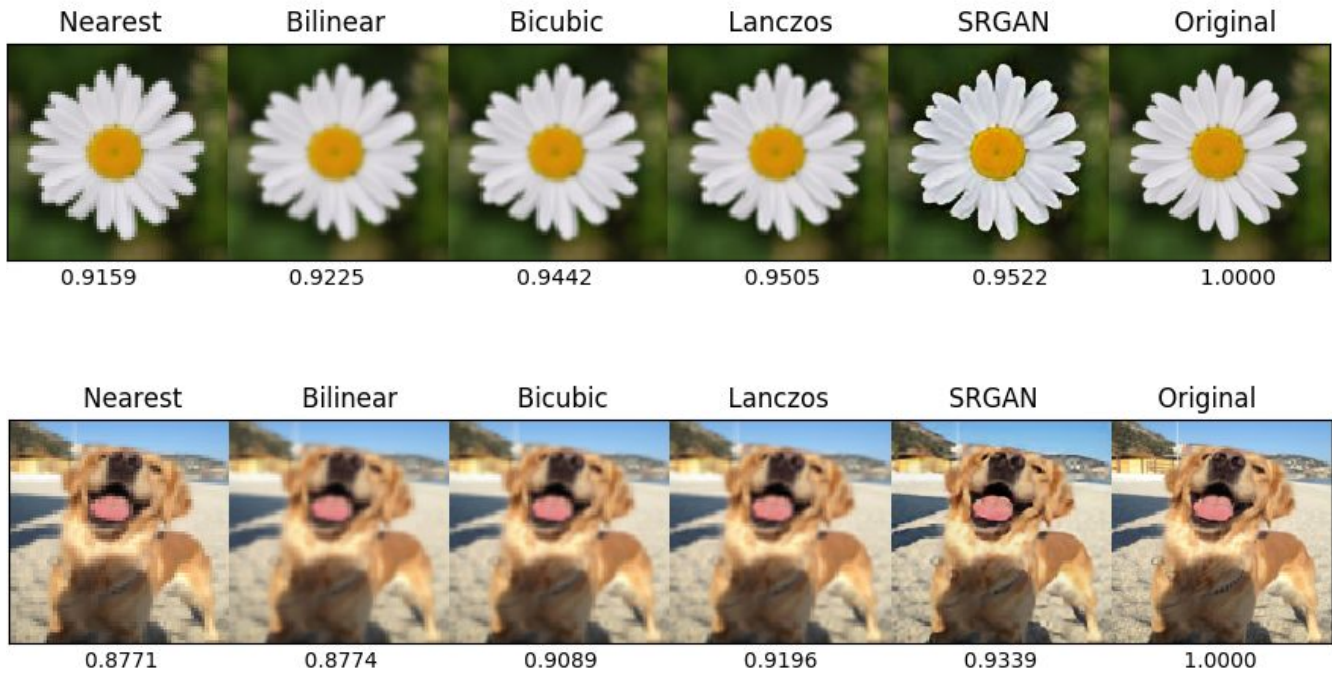 Nearest Bilinear Bicubic Lanczos SRGAN Original
0.9159 0.9225 0.9442 0.9505 0.9522 1.0000
Nearest Bilinear Bicubic Lanczos SRGAN Original
0.8771 0.8774 0.9089 0.9196 0.9339 1.0000